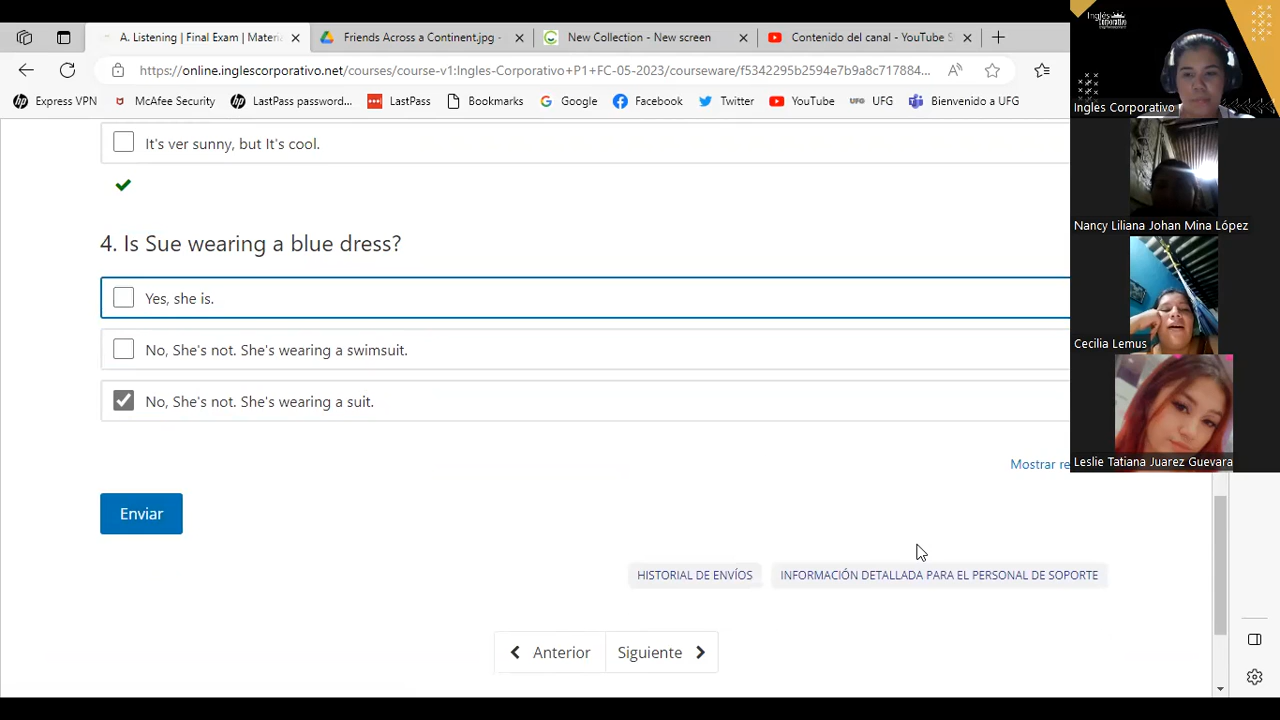 A. Listening | Final Exam | Materi
Friends Across aContinent.jpg -
New Collection - New screen
Contenido del canal - YouTube S
https://online.inglescorporativo.net/courses/course-v1:Ingles-Corporativo+P1+FC-05-2023/courseware/f5342295b2594e7b9a8c717884...
Express VPN
McAfee Security
LastPass password...
LastPass
Bookmarks
Google
Facebook
Twitter
YouTube
UFG
UFG
Bienvenido a UFG
Inglés
Corporativo
Ingles Corporativo
Nancy Liliana Johan Mina López
Cecilia Lemus
Leslie Tatiana Juarez Guevara
It's ver sunny, but It's cool.
4. Is Sue wearing a blue dress?
Yes, she is.
No, She's not. She's wearing a swimsuit.
No, She's not. She's wearing a suit.
Mostrar re
Enviar
HISTORIAL DE ENVÍOS
INFORMACIÓN DETALLADA PARA EL PERSONAL DE SOPORTE
Anterior
Siguiente